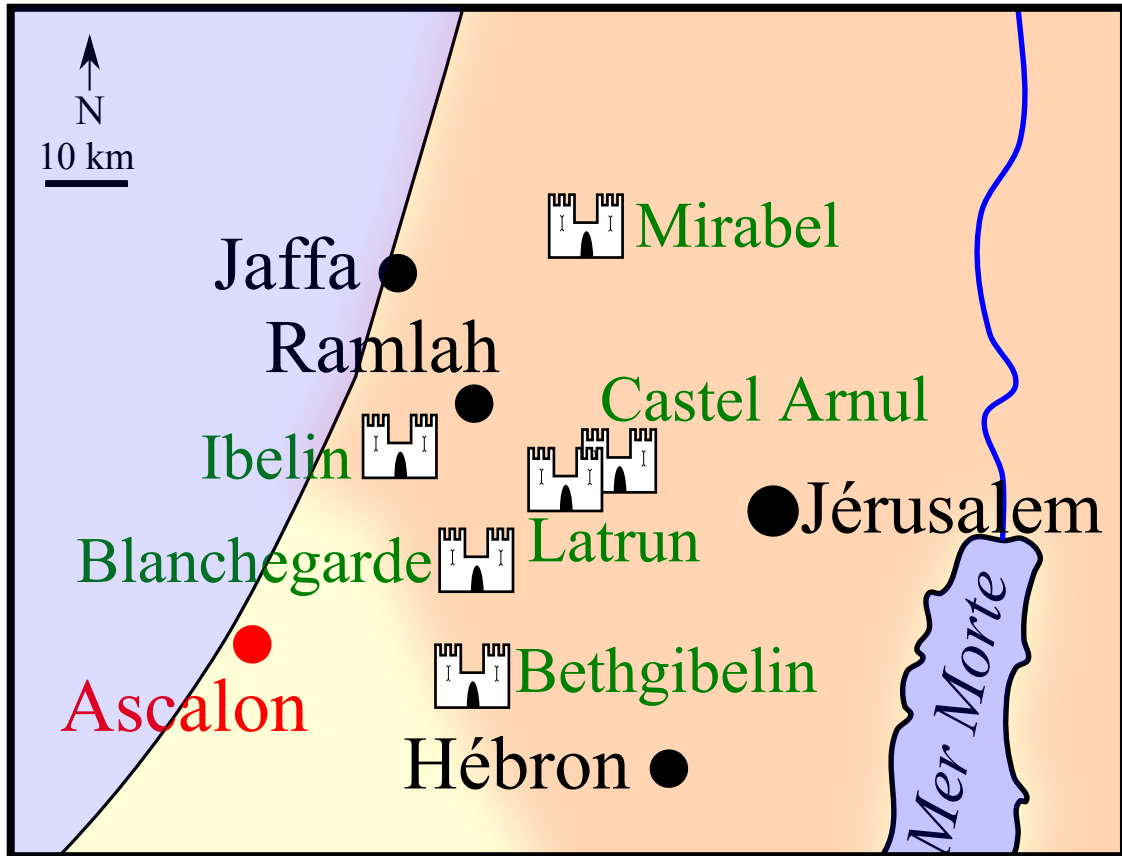 N
10 km
Mirabel
Jaffa
Ramlah
Castel Arnul
Ibelin
Jérusalem
Latrun
Blanchegarde
Bethgibelin
Ascalon
Hébron
Mer Morte